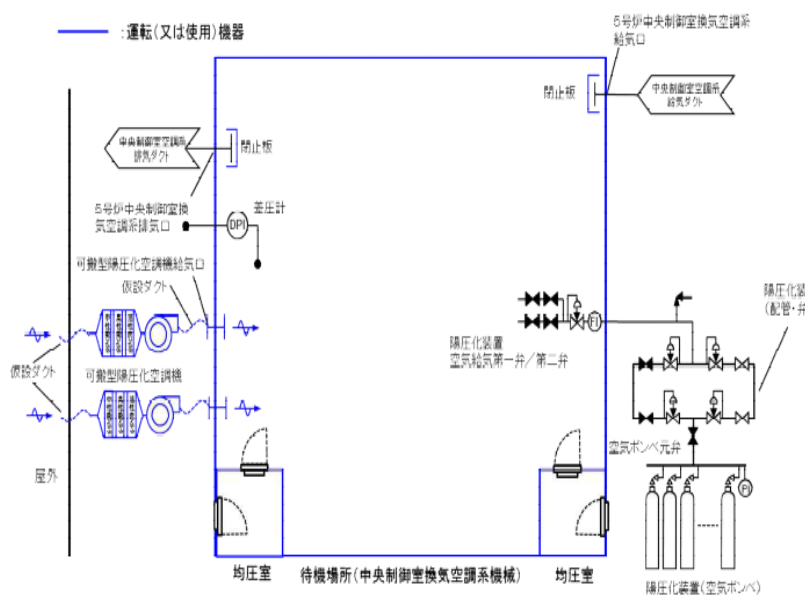 ：運転(又は使用)機器
5号炉中央制御室換気空調系
給気口
閉止板
中央制御室空調系
給気ダクト
中央制御室空調系
排気ダクト
閉止板
5号炉中央制御室換
気空調系排気口
差圧計
DPI
可搬型陽圧化空調機給気口
仮設ダクト
陽圧化装置
空気給気第一弁／第二弁
FI
陽圧化装
(配管・弁
仮設ダクト
可搬型陽圧化空調機
空気ボンベ元弁
屋外
PI
均圧室
待機場所(中央制御室換気空調系機械)
均圧室
陽圧化装置(空気ボンベ)